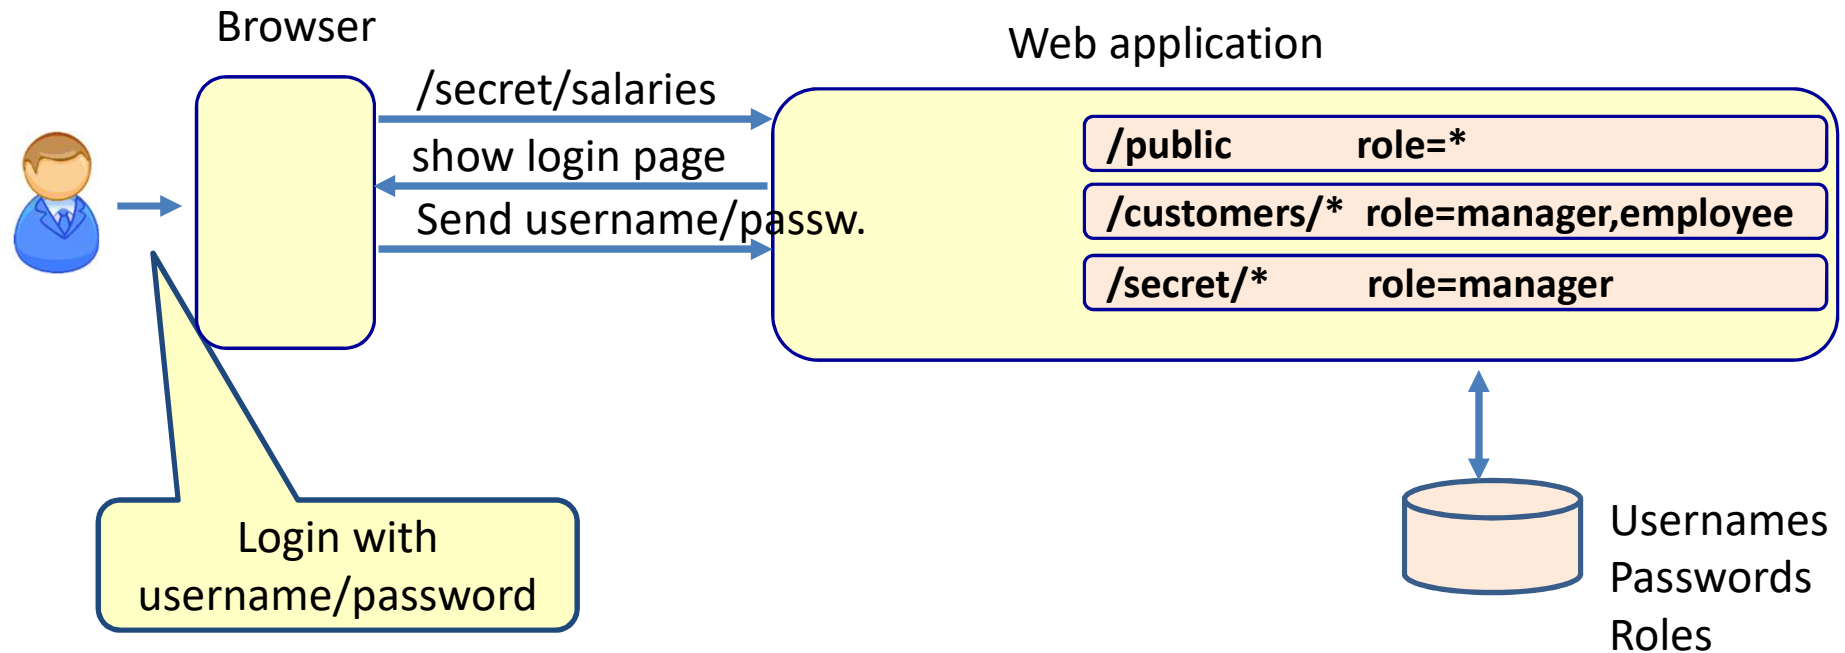 Browser
Web application
/secret/salaries
show login page
Send username/passw.
/public role=*
/customers/* role=manager,employee
/secret/* role=manager
Login with
username/password
Usernames
Passwords
Roles